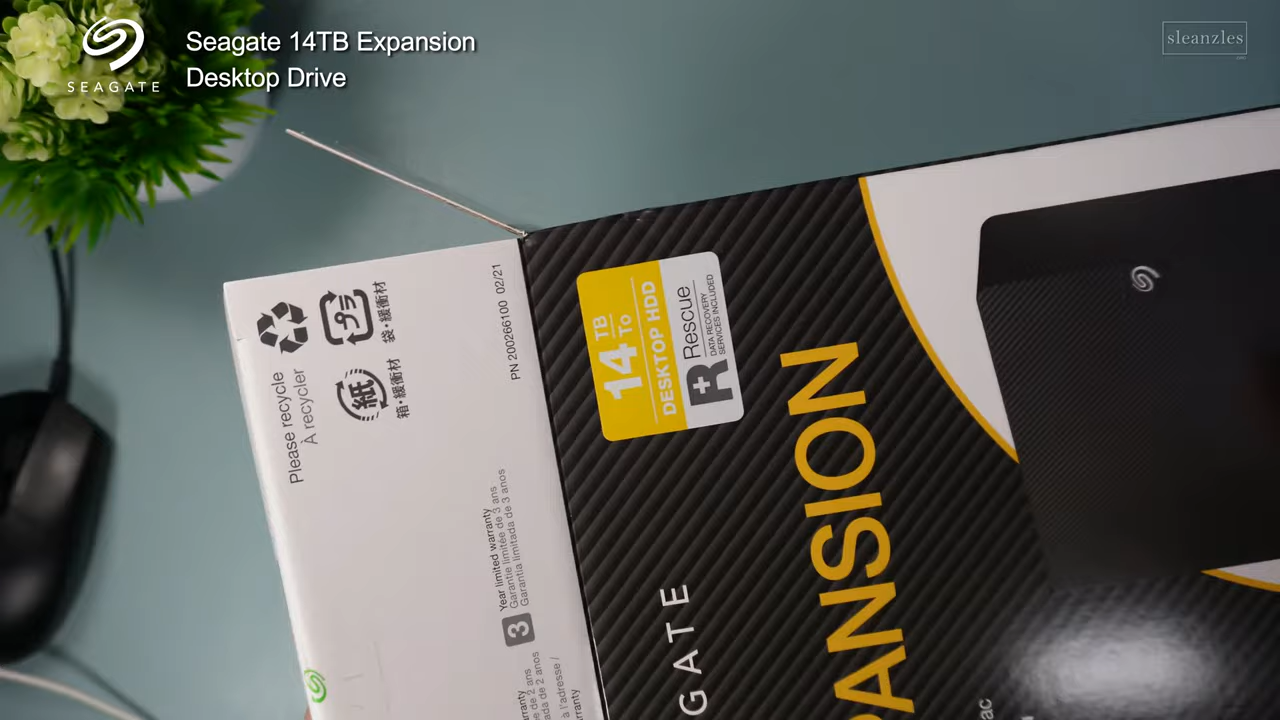 SEAGATE
Seagate 14TB Expansion
Desktop Drive
sleanzles
Please recycle
À recycler
プラ
袋・緩衝材
紙
箱・緩衝材
PN 200266100 02/21
3
Year limited warranty
Garantie limitée de 3 ans
Garantía limitada de 3 anos
14 TB
To
DESKTOP HDD
R
Rescue
DATA RECOVERY
SERVICES INCLUDED
GATE
PANSION